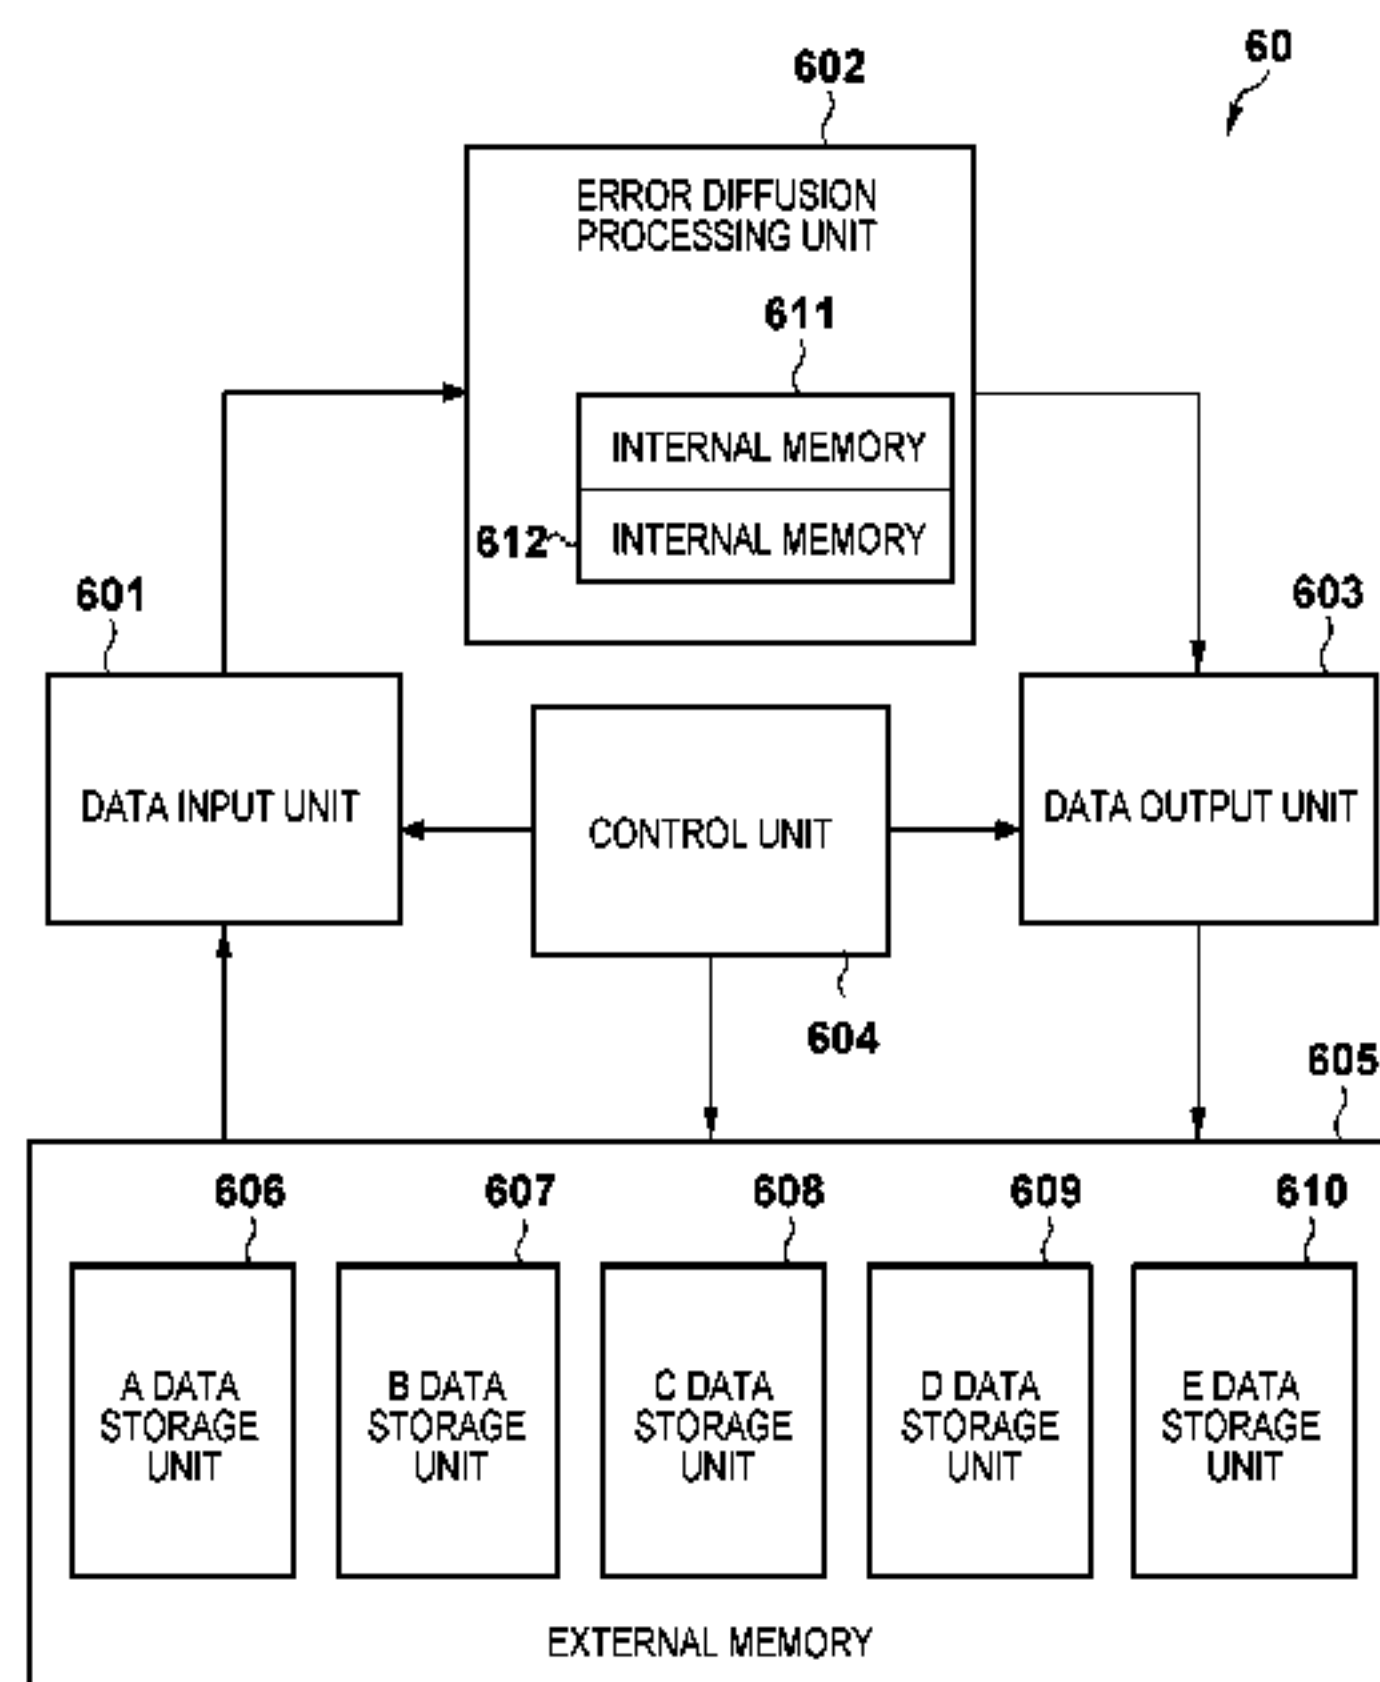 60
602
ERROR DIFFUSION
PROCESSING UNIT
611
INTERNAL MEMORY
612
INTERNAL MEMORY
601
603
DATA INPUT UNIT
CONTROL UNIT
DATA OUTPUT UNIT
604
605
606
607
608
609
610
A DATA
STORAGE
UNIT
B DATA
STORAGE
UNIT
C DATA
STORAGE
UNIT
D DATA
STORAGE
UNIT
E DATA
STORAGE
UNIT
EXTERNAL MEMORY